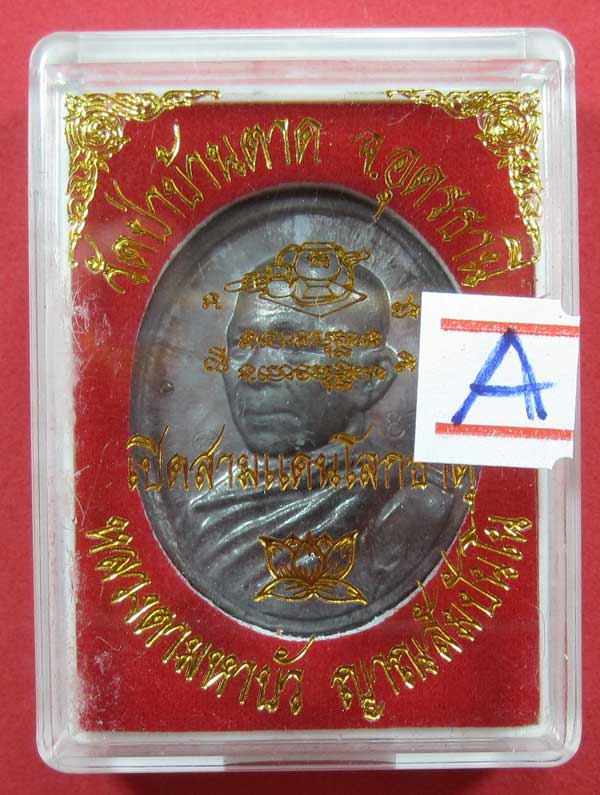 วัดป่าบ้านตาด จ.อุดรธานี
A
เปิดสามแดนโลกธาตุ
หลวงตามหาบัว ญาณสัมปันโน